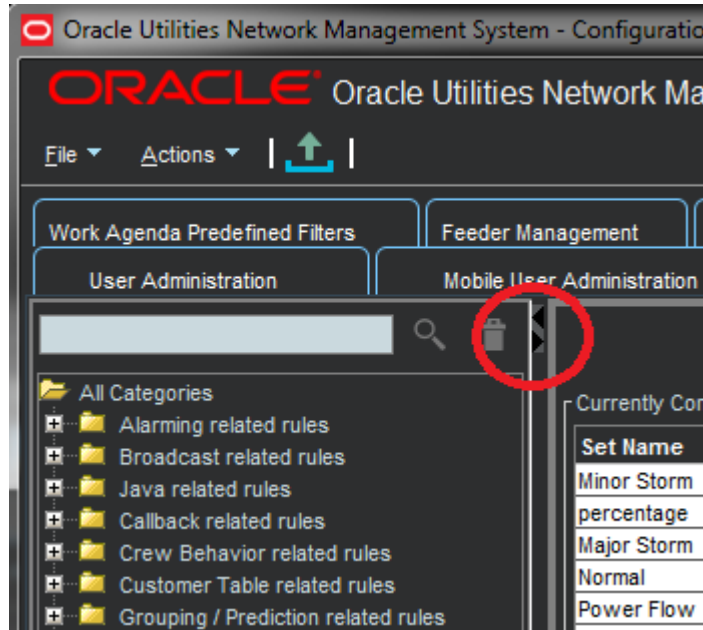 Oracle Utilities Network Management System - Configuratio
ORACLE Oracle Utilities Network Ma
File Actions
Work Agenda Predefined Filters Feeder Management
User Administration Mobile User Administration
All Categories
Currently Con
Alarming related rules
Set Name
Broadcast related rules
Minor Storm
Java related rules
percentage
Callback related rules
Major Storm
Crew Behavior related rules
Normal
Customer Table related rules
Power Flow
Grouping / Prediction related rules